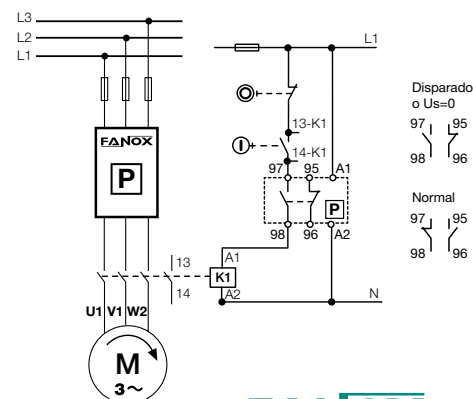 L3
L2
L1
L1
FANOX
P
13-K1
14-K1
97 95 A1
P
98 96 A2
13
14
A1
K1
A2
N
U1 V1 W2
M
3~
Disparado
o Us=0
97 95
98 96
Normal
97 95
98 96